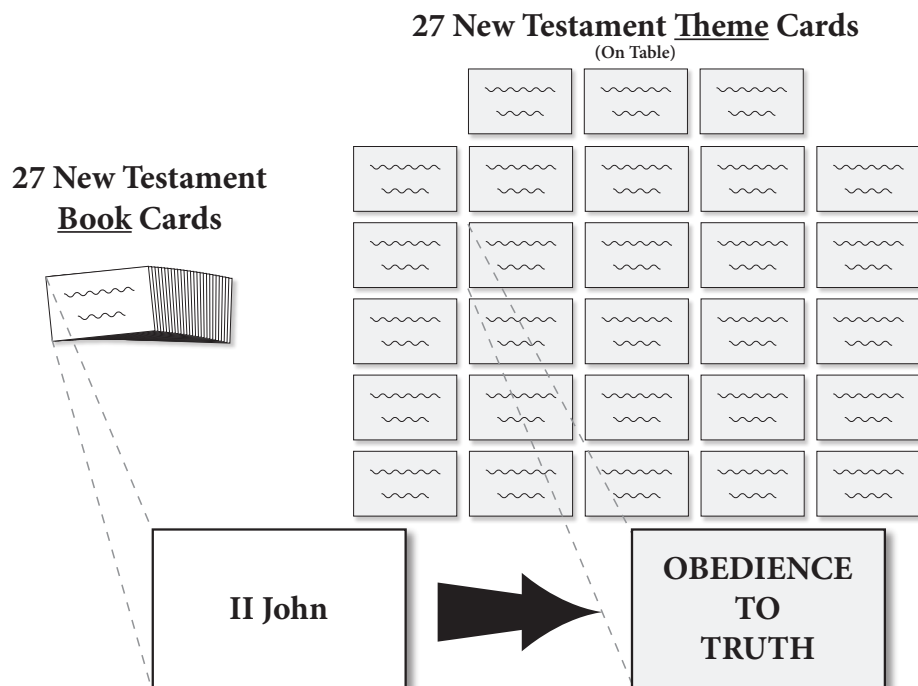 27 New Testament Theme Cards
(On Table)
27 New Testament
Book Cards
II John
OBEDIENCE
TO
TRUTH